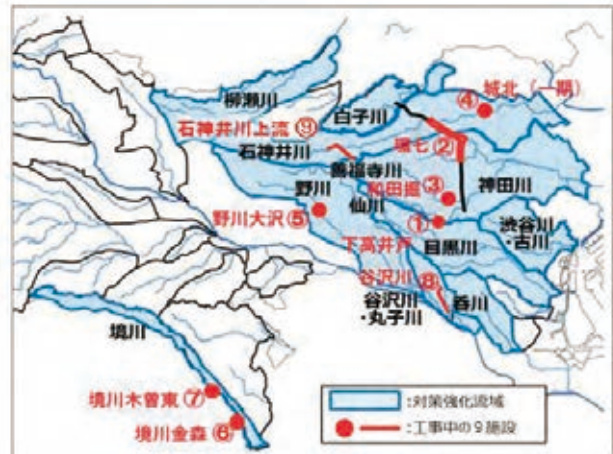 城北（一期）
④
柳瀬川
白子川
石神井川上流⑨
環七②
石神井川
善福寺川
和田堀③
神田川
野川
仙川
野川大沢⑤
①
渋谷川
・古川
下高井戸
目黒川
谷沢川
⑧
谷沢川
・丸子川
呑川
境川
境川木曽東⑦
境川金森⑥
:対策強化流域
:工事中の9施設